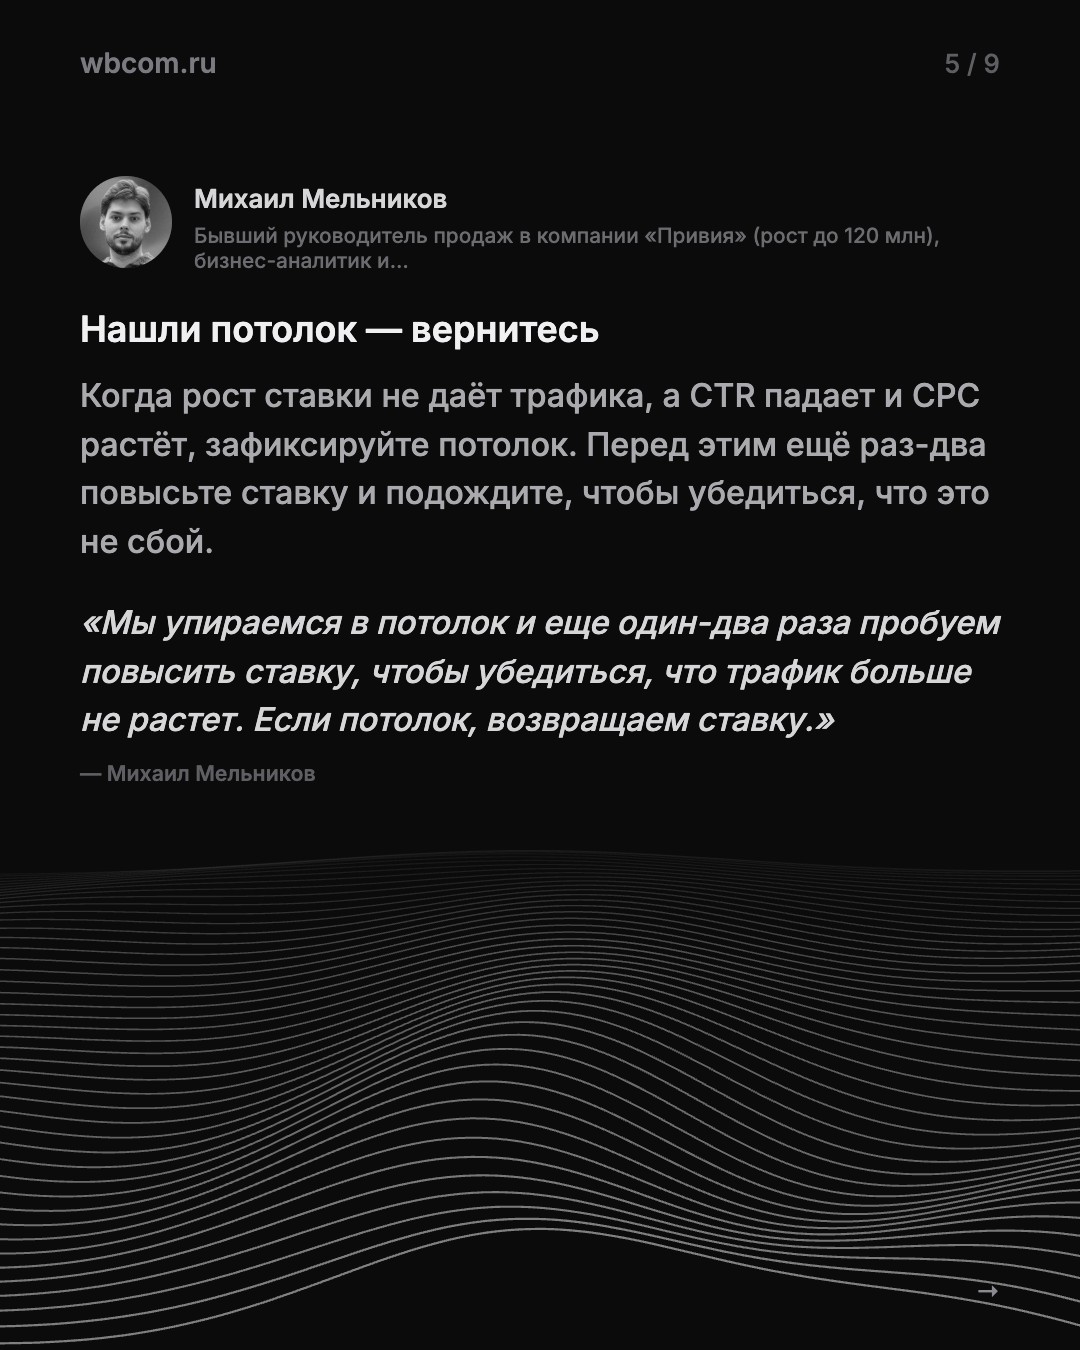 wbcom.ru
5 / 9
Михаил Мельников
Бывший руководитель продаж в компании «Привия» (рост до 120 млн),
бизнес-аналитик и...
Нашли потолок — вернитесь
Когда рост ставки не даёт трафика, а CTR падает и CPC
растёт, зафиксируйте потолок. Перед этим ещё раз-два
повысьте ставку и подождите, чтобы убедиться, что это
не сбой.
«Мы упираемся в потолок и еще один-два раза пробуем
повысить ставку, чтобы убедиться, что трафик больше
не растет. Если потолок, возвращаем ставку.»
— Михаил Мельников
→